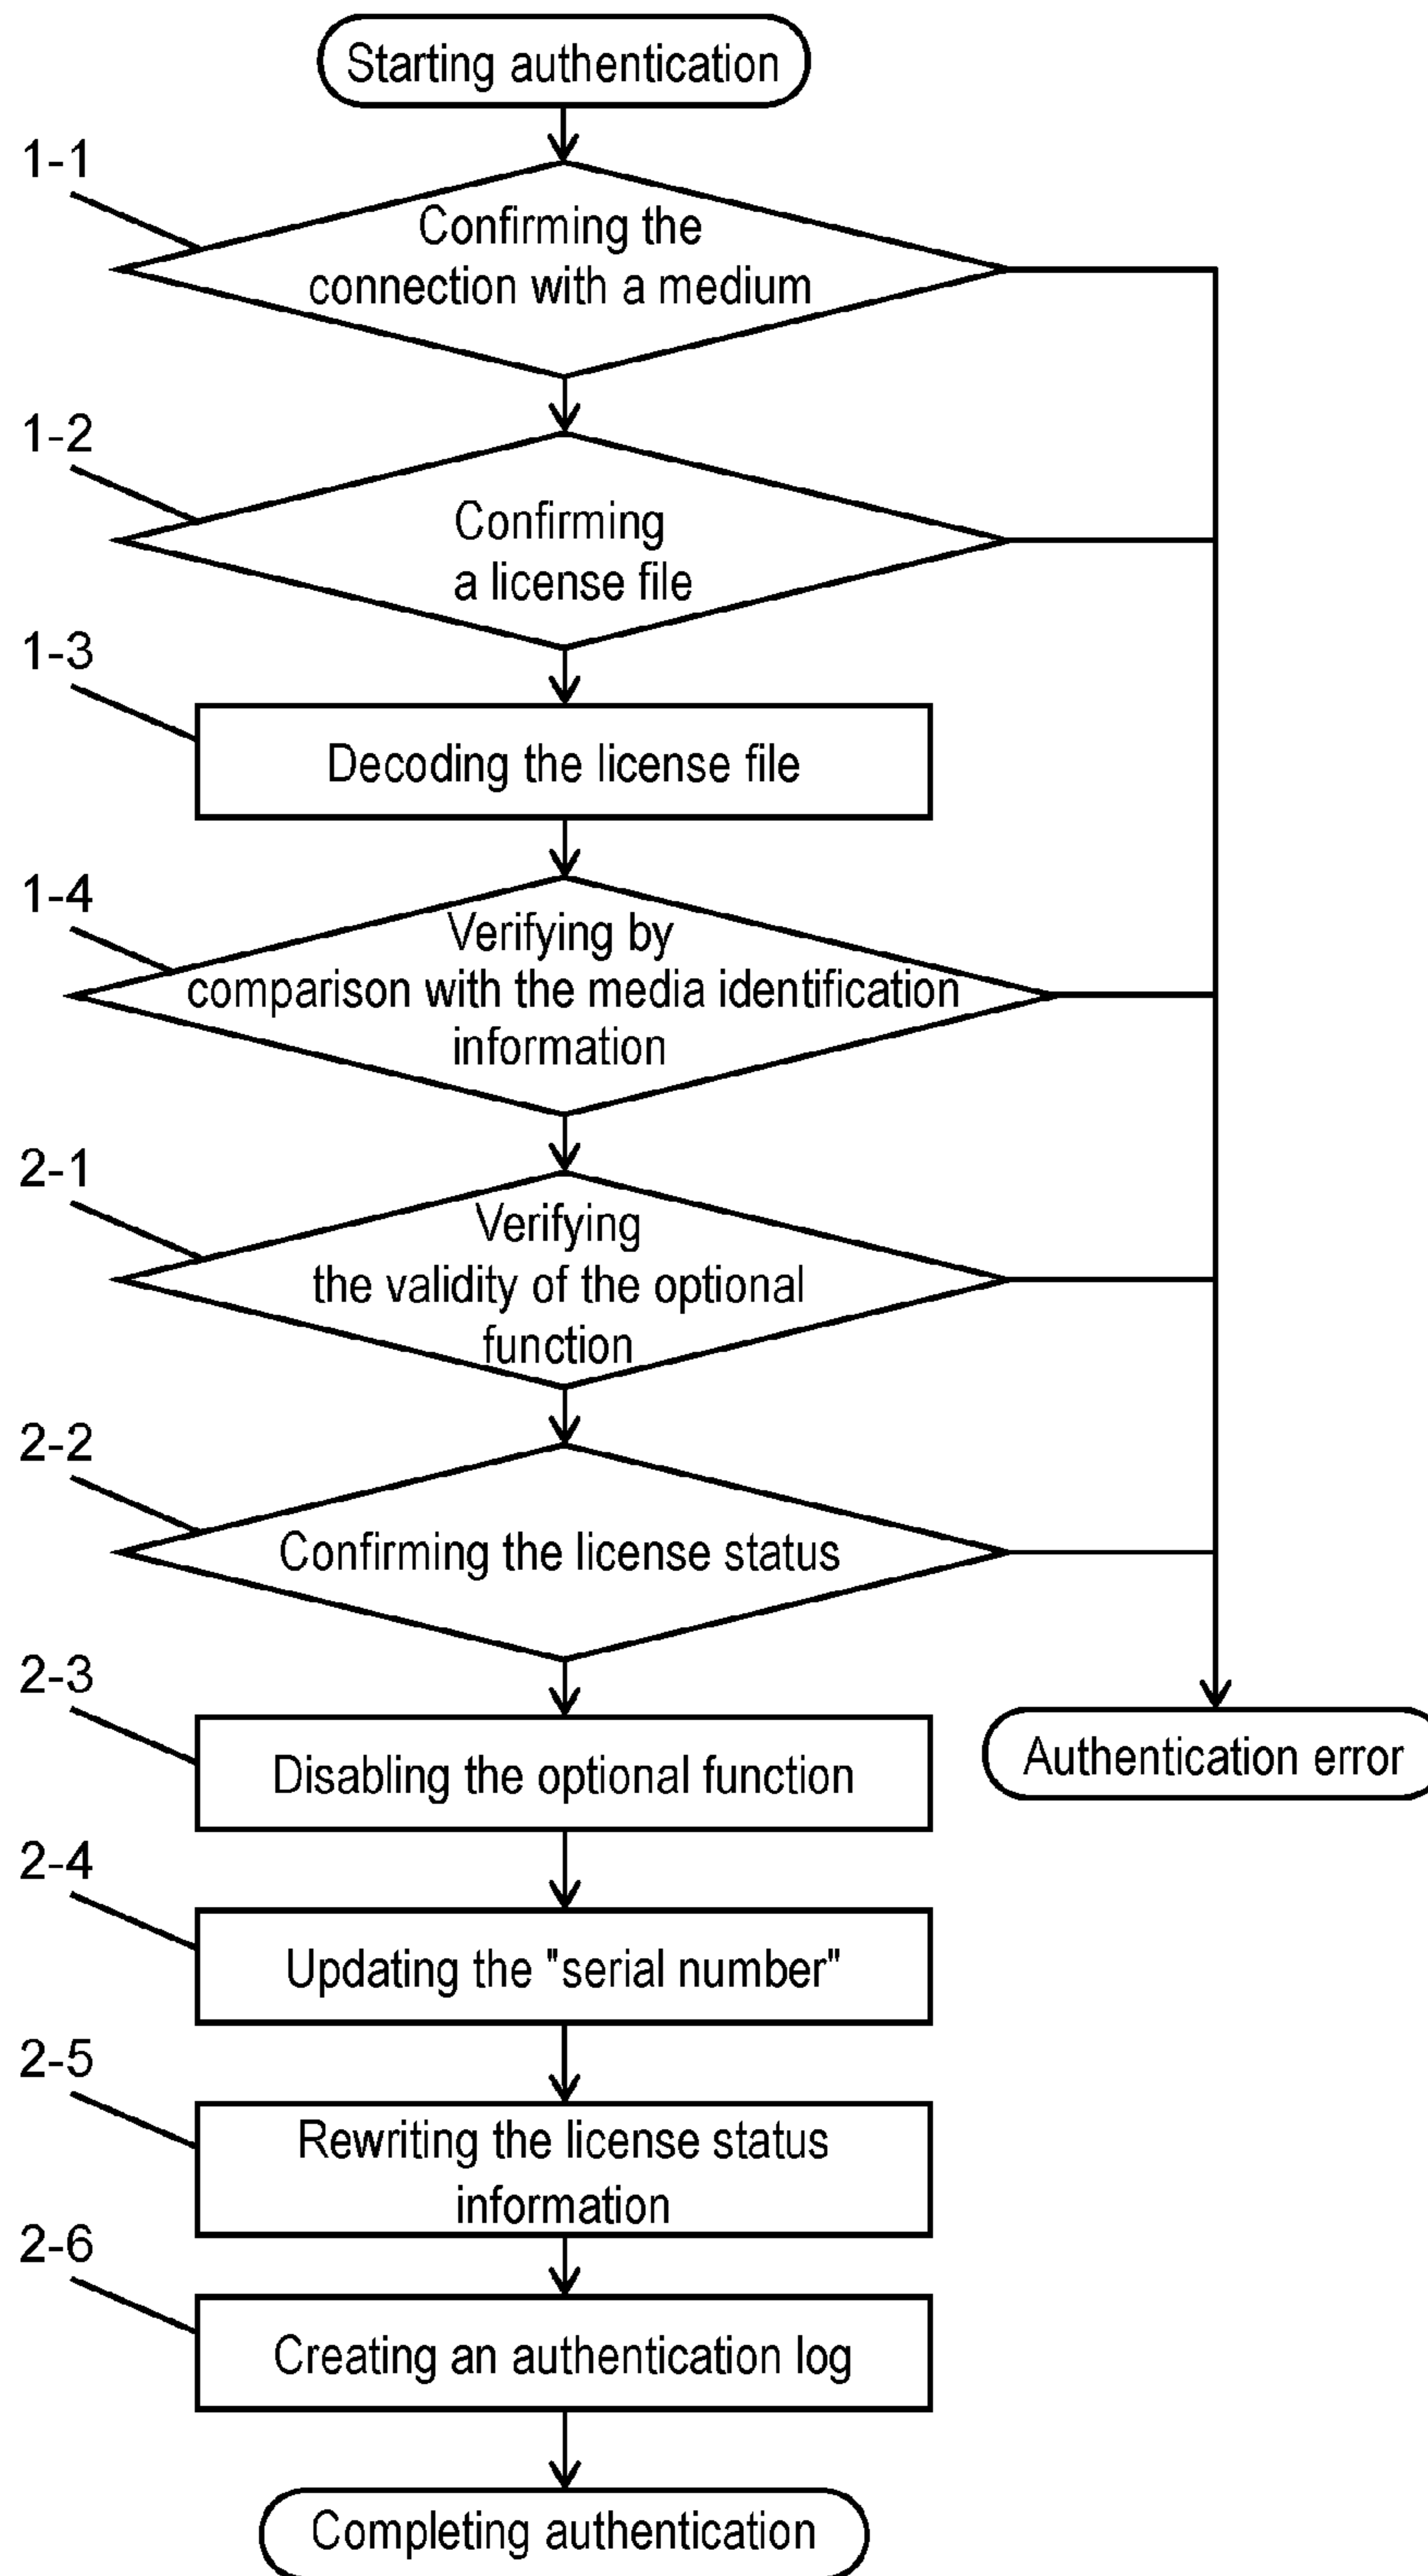 Starting authentication
1-1
Confirming the
connection with a medium
1-2
Confirming
a license file
1-3
Decoding the license file
1-4
Verifying by
comparison with the media identification
information
2-1
Verifying
the validity of the optional
function
2-2
Confirming the license status
2-3
Disabling the optional function
Authentication error
2-4
Updating the "serial number"
2-5
Rewriting the license status
information
2-6
Creating an authentication log
Completing authentication